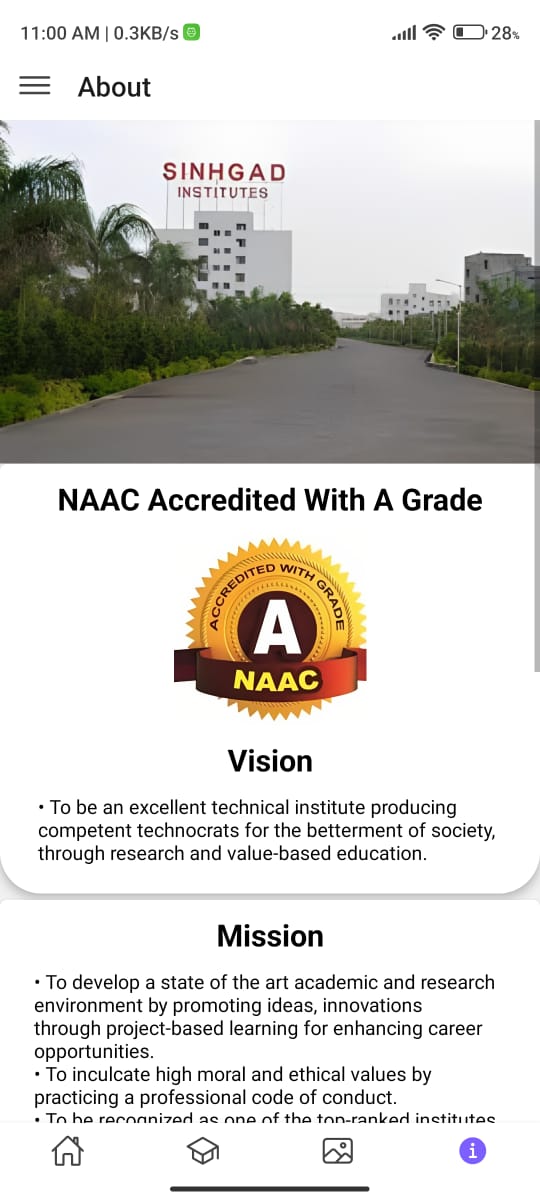 11:00 AM | 0.3KB/s
28%
About
SINHGAD
INSTITUTES
NAAC Accredited With A Grade
ACCREDITED WITH GRADE
A
NAAC
Vision
• To be an excellent technical institute producing
competent technocrats for the betterment of society,
through research and value-based education.
Mission
• To develop a state of the art academic and research
environment by promoting ideas, innovations
through project-based learning for enhancing career
opportunities.
• To inculcate high moral and ethical values by
practicing a professional code of conduct.
• To be recognized as one of the top-ranked institutes